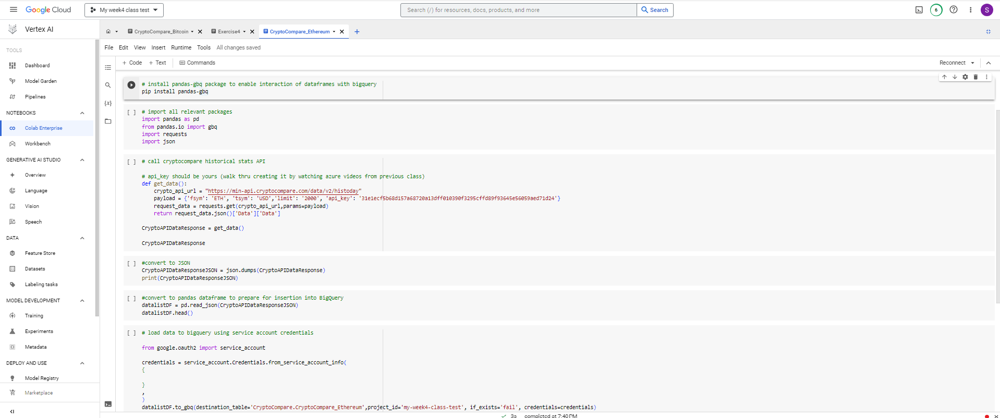 Google Cloud
My week4 class test
Search (/) for resources, docs, products, and more
Search
6
S
Vertex AI
CryptoCompare_Bitcoin
Exercise4
CryptoCompare_Ethereum
File Edit View Insert Runtime Tools All changes saved
+ Code + Text Commands
Reconnect
TOOLS
Dashboard
Model Garden
Pipelines
NOTEBOOKS
Colab Enterprise
Workbench
GENERATIVE AI STUDIO
Overview
Language
Vision
Speech
DATA
Feature Store
Datasets
Labeling tasks
MODEL DEVELOPMENT
Training
Experiments
Metadata
DEPLOY AND USE
Model Registry
Marketplace
{x}
# install pandas-gbq package to enable interaction of dataframes with bigquery
pip install pandas-gbq
[ ] # import all relevant packages
import pandas as pd
from pandas.io import gbq
import requests
import json
[ ] # call cryptocompare historical stats API
# api_key should be yours (walk thru creating it by watching azure videos from previous class)
def get_data():
crypto_api_url = "https://min-api.cryptocompare.com/data/v2/histoday"
payload = {'fsym': 'ETH', 'tsym': 'USD','limit': '2000', 'api_key': '31e1ecf5b68d157a68720a13dff010390f3295cffd89f93645e56059aed71d24'}
request_data = requests.get(crypto_api_url,params=payload)
return request_data.json()['Data']['Data']
CryptoAPIDataResponse = get_data()
CryptoAPIDataResponse
[ ] #convert to JSON
CryptoAPIDataResponseJSON = json.dumps(CryptoAPIDataResponse)
print(CryptoAPIDataResponseJSON)
[ ] #convert to pandas dataframe to prepare for insertion into BigQuery
datalistDF = pd.read_json(CryptoAPIDataResponseJSON)
datalistDF.head()
[ ] # load data to bigquery using service account credentials
from google.oauth2 import service_account
credentials = service_account.Credentials.from_service_account_info(
{
}
,
)
datalistDF.to_gbq(destination_table='CryptoCompare.CryptoCompare_Ethereum',project_id='my-week4-class-test', if_exists='fail', credentials=credentials)
3s completed at 7:40 PM